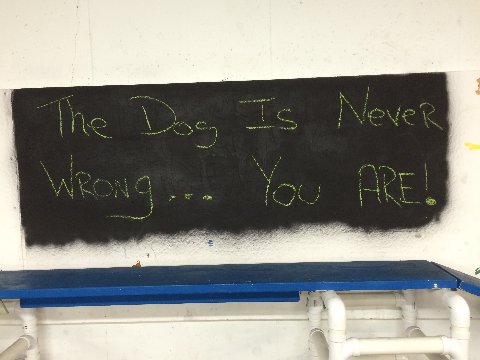 The Dog Is Never
Wrong... You ARE!